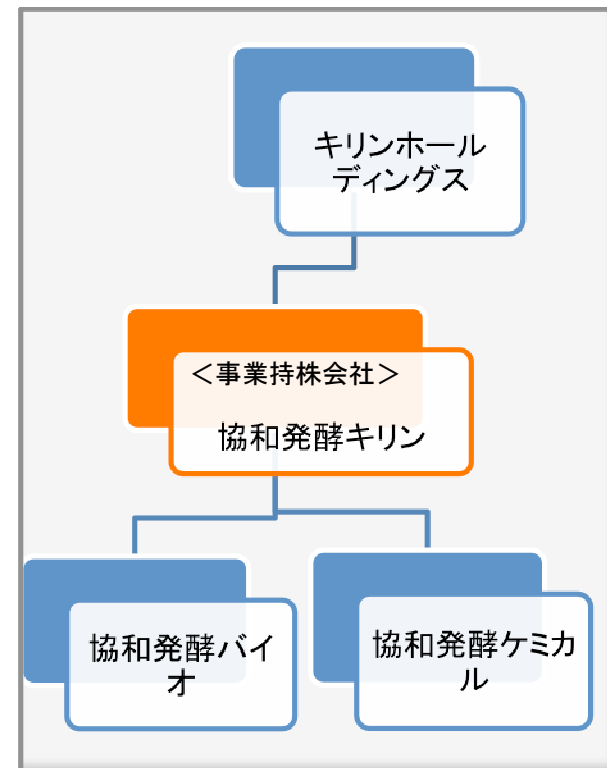 キリンホール
ディングス
＜事業持株会社＞
協和発酵キリン
協和発酵バイ
オ
協和発酵ケミカ
ル